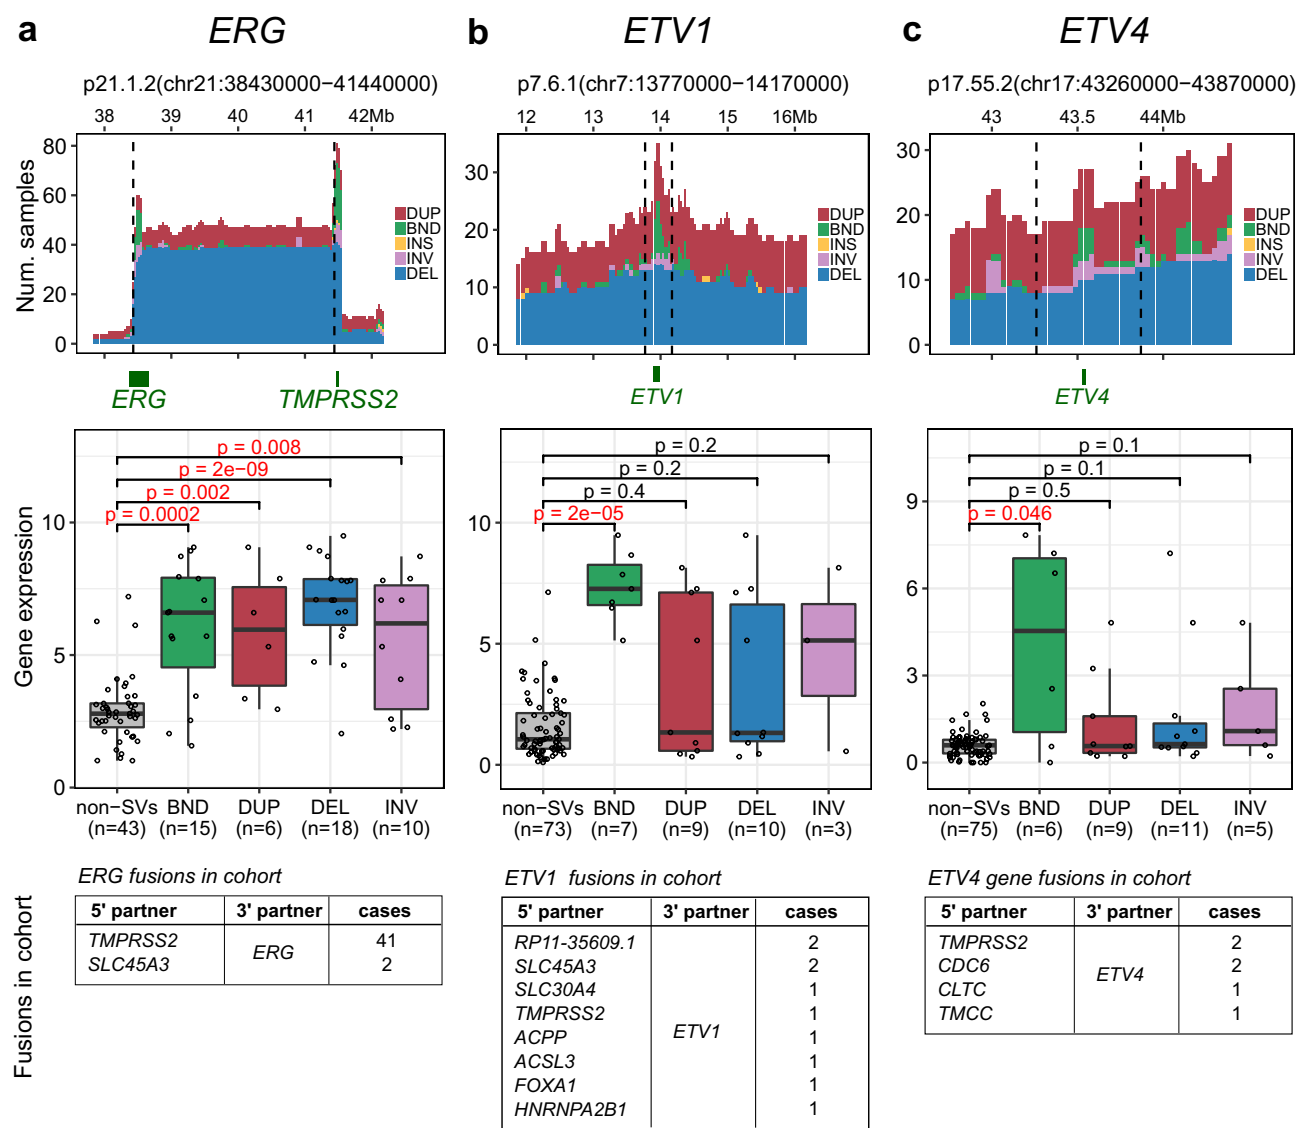 a
ERG
p21.1.2(chr21:38430000−41440000)
38 39 40 41 42Mb
Num. samples
80
60
40
20
0
DUP
BND
INS
INV
DEL
ERG TMPRSS2
b
ETV1
p7.6.1(chr7:13770000−14170000)
12 13 14 15 16Mb
30
20
10
0
DUP
BND
INS
INV
DEL
ETV1
c
ETV4
p17.55.2(chr17:43260000−43870000)
43 43.5 44Mb
30
20
10
0
DUP
BND
INS
INV
DEL
ETV4
Gene expression
10
5
0
p = 0.008
p = 2e−09
p = 0.002
p = 0.0002
non−SVs BND DUP DEL INV
(n=43) (n=15) (n=6) (n=18) (n=10)
10
5
0
p = 0.2
p = 0.2
p = 0.4
p = 2e−05
non−SVs BND DUP DEL INV
(n=73) (n=7) (n=9) (n=10) (n=3)
9
6
3
0
p = 0.1
p = 0.1
p = 0.5
p = 0.046
non−SVs BND DUP DEL INV
(n=75) (n=6) (n=9) (n=11) (n=5)
Fusions in cohort
ERG fusions in cohort
5' partner 3' partner cases
TMPRSS2 41
ERG
SLC45A3 2
ETV1 fusions in cohort
5' partner 3' partner cases
RP11-35609.1 2
SLC45A3 2
SLC30A4 1
TMPRSS2 1
ETV1
ACPP 1
ACSL3 1
FOXA1 1
HNRNPA2B1 1
ETV4 gene fusions in cohort
5' partner 3' partner cases
TMPRSS2 2
CDC6 2
ETV4
CLTC 1
TMCC 1